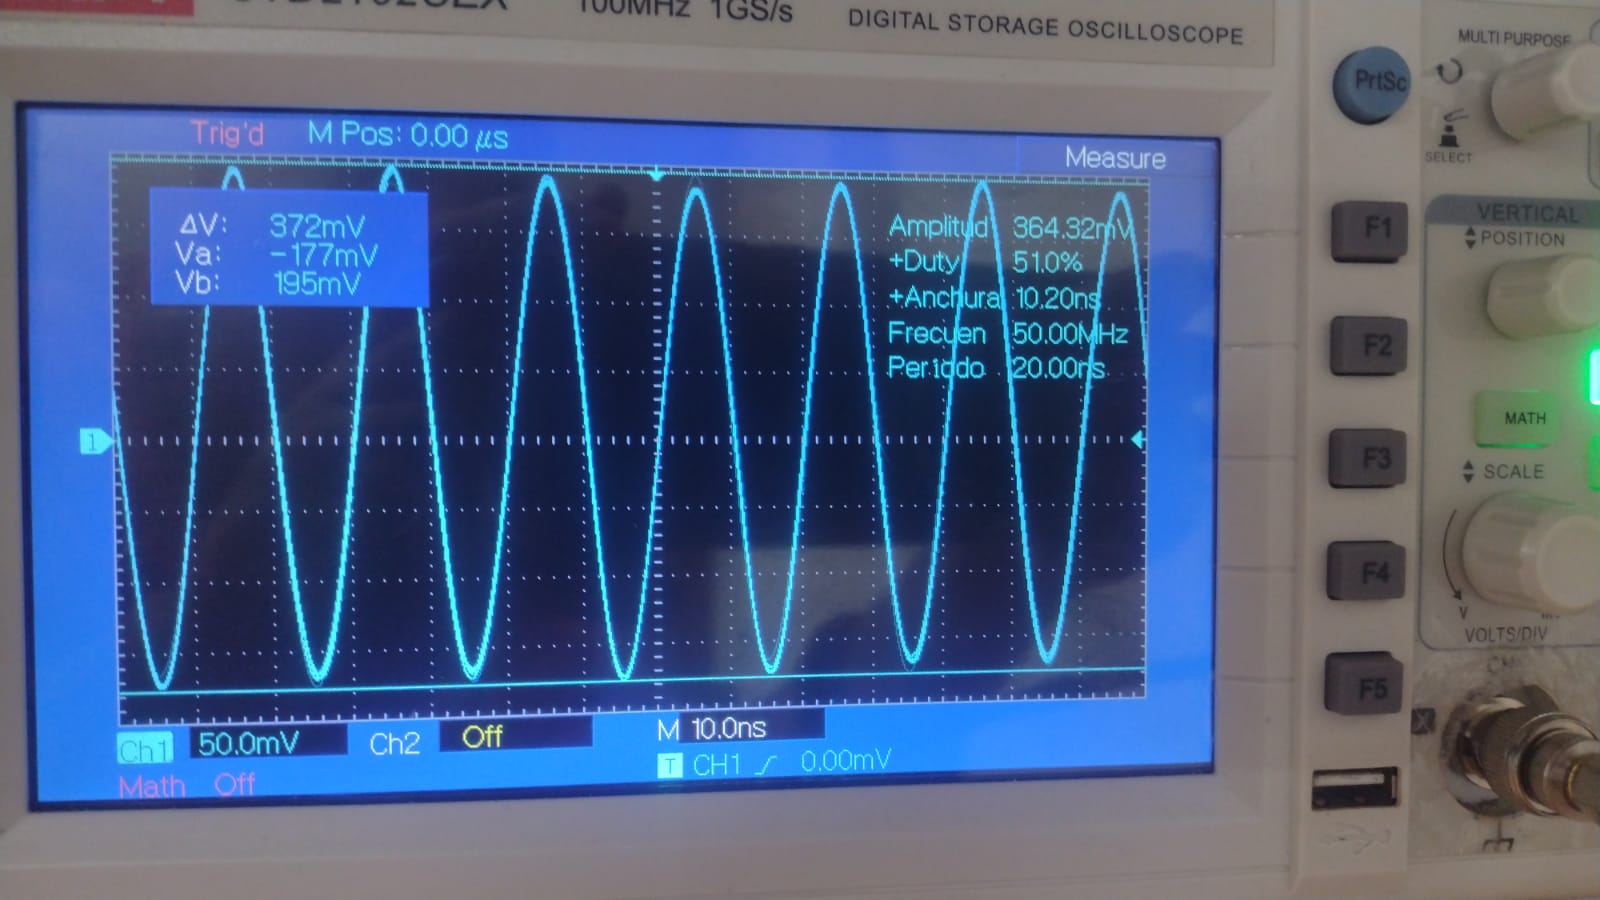 100MHz 1GS/s
DIGITAL STORAGE OSCILLOSCOPE
Trig'd M Pos: 0.00 μs
Measure
ΔV: 372mV
Va: -177mV
Vb: 195mV
Amplitud 364.32mV
+Duty 51.0%
+Anchura 10.20ns
Frecuen 50.00MHz
Periodo 20.00ns
1
Ch1 50.0mV Ch2 Off M 10.0ns
T CH1 0.00mV
Math Off
PrtSc
F1
F2
F3
F4
F5
MULTI PURPOSE
SELECT
VERTICAL
POSITION
MATH
SCALE
V
VOLTS/DIV
X